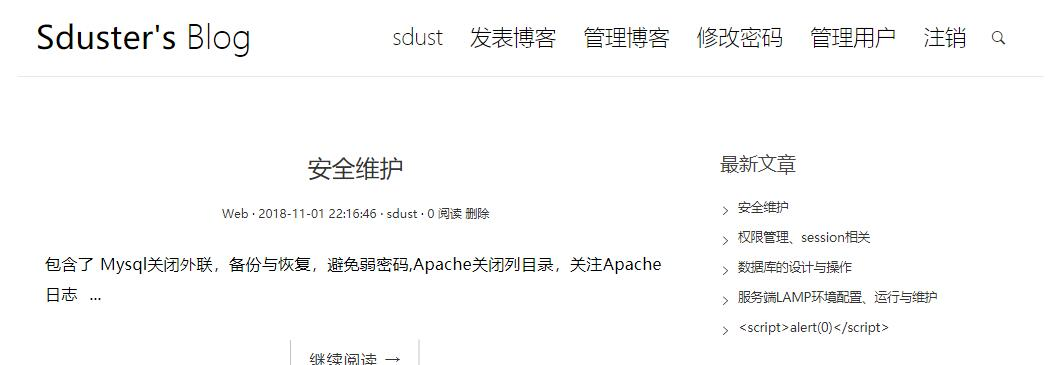 Sduster's Blog
sdust 发表博客 管理博客 修改密码 管理用户 注销
安全维护
Web · 2018-11-01 22:16:46 · sdust · 0 阅读 删除
包含了 Mysql关闭外联，备份与恢复，避免弱密码,Apache关闭列目录，关注Apache
日志 ...
继续阅读 →
最新文章
安全维护
权限管理、session相关
数据库的设计与操作
服务端LAMP环境配置、运行与维护
<script>alert(0)</script>